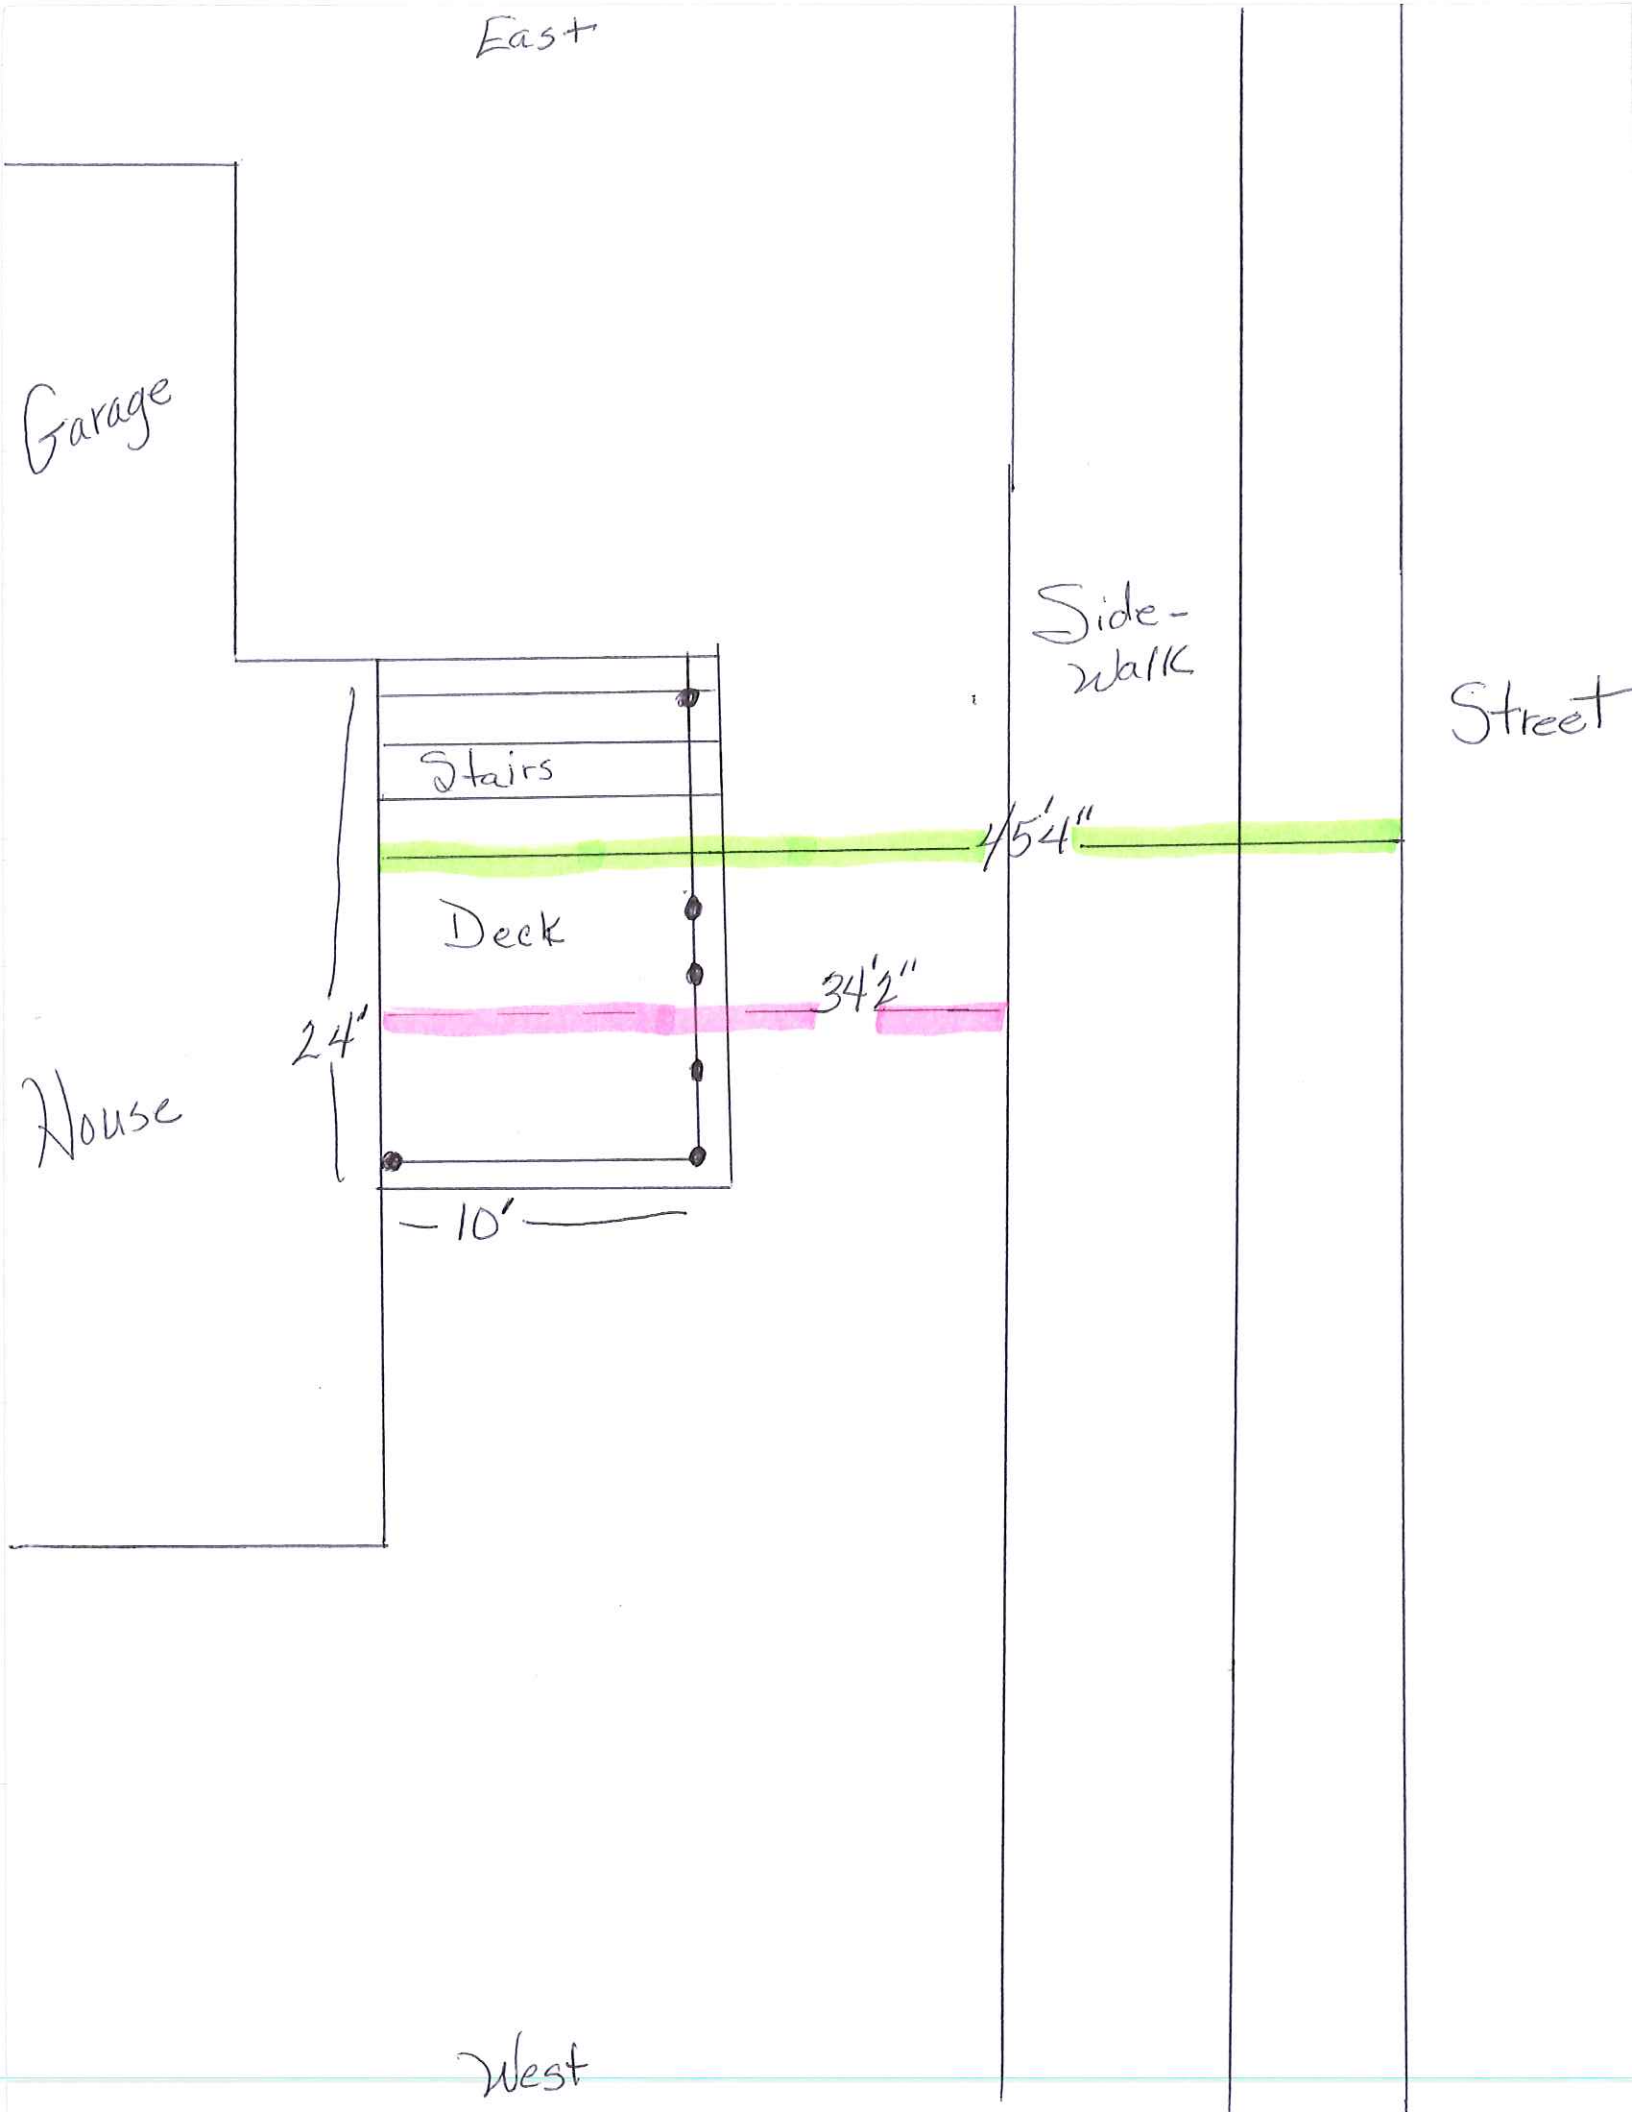 East
Garage
Side-
Walk
Street
Stairs
45'4"
Deck
34'2"
24"
House
- 10' -
West